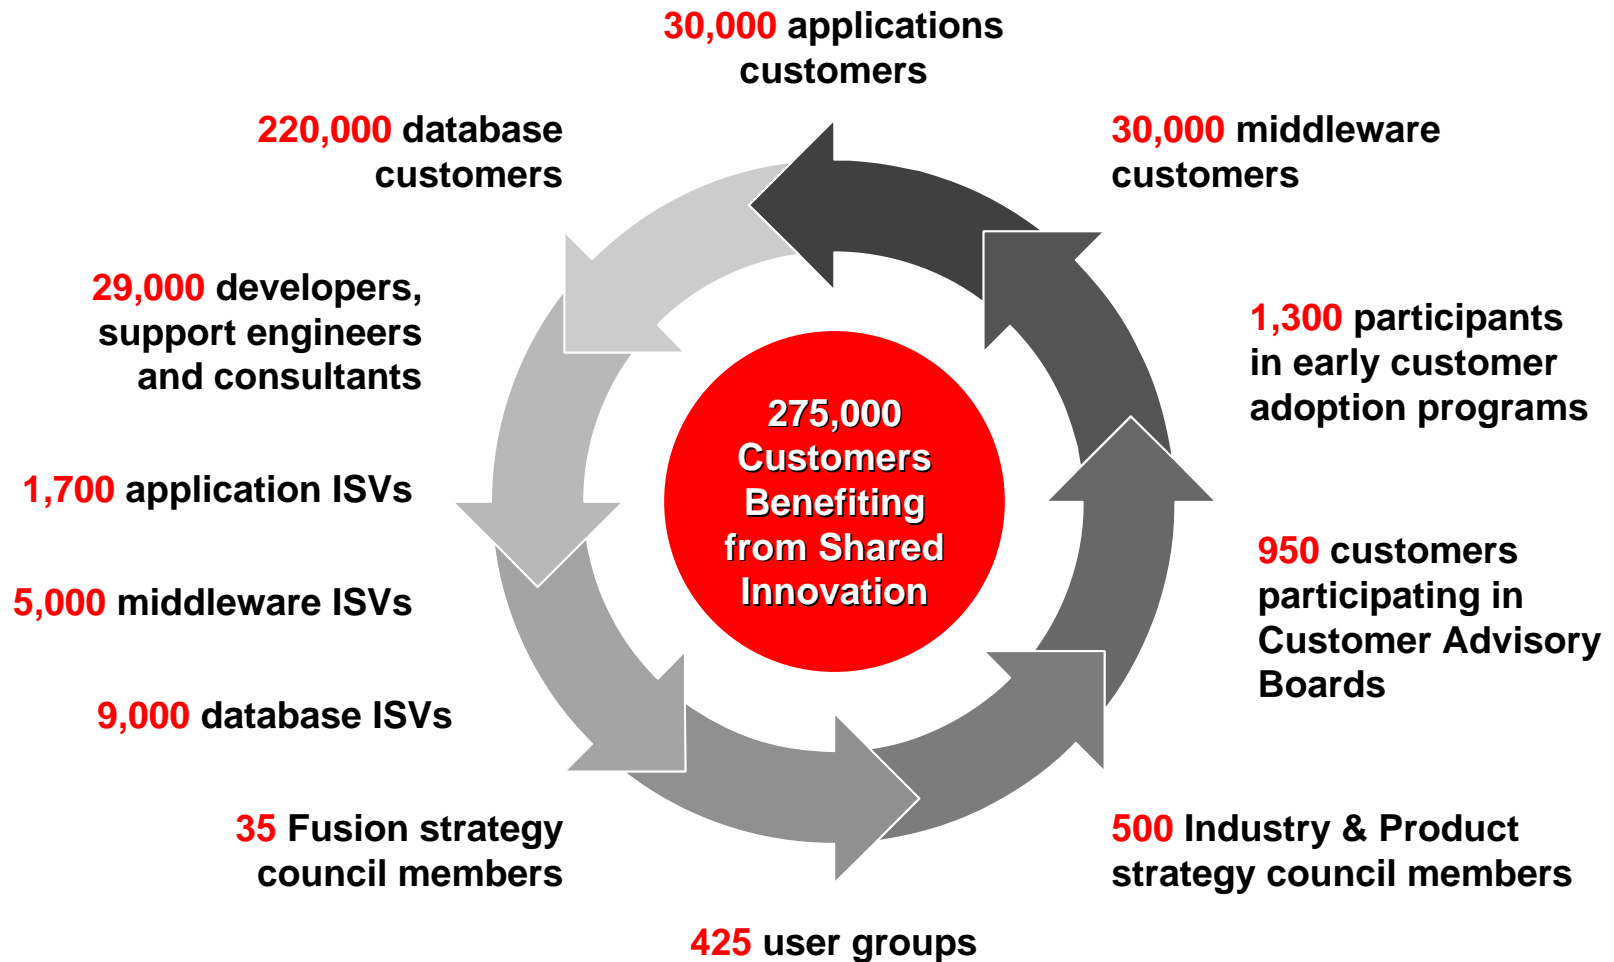 30,000 applications
customers
220,000 database
customers
30,000 middleware
customers
29,000 developers,
support engineers
and consultants
1,300 participants
in early customer
adoption programs
275,000
Customers
Benefiting
from Shared
Innovation
1,700 application ISVs
950 customers
participating in
Customer Advisory
Boards
5,000 middleware ISVs
9,000 database ISVs
35 Fusion strategy
council members
500 Industry & Product
strategy council members
425 user groups